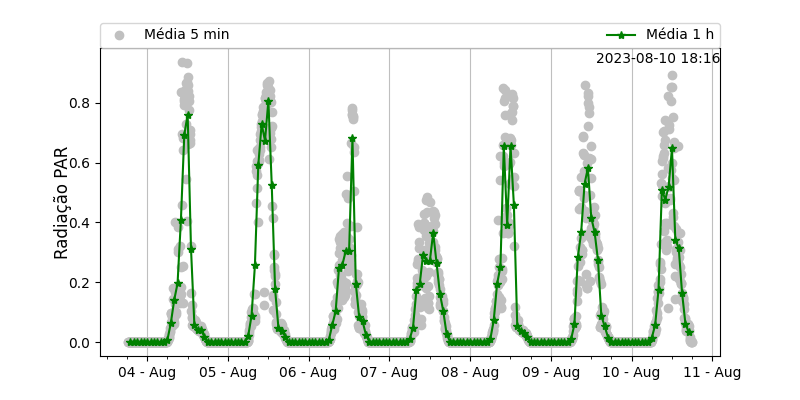 Média 5 min
Média 1 h
2023-08-10 18:16
Radiação PAR
0.8
0.6
0.4
0.2
0.0
04 - Aug
05 - Aug
06 - Aug
07 - Aug
08 - Aug
09 - Aug
10 - Aug
11 - Aug